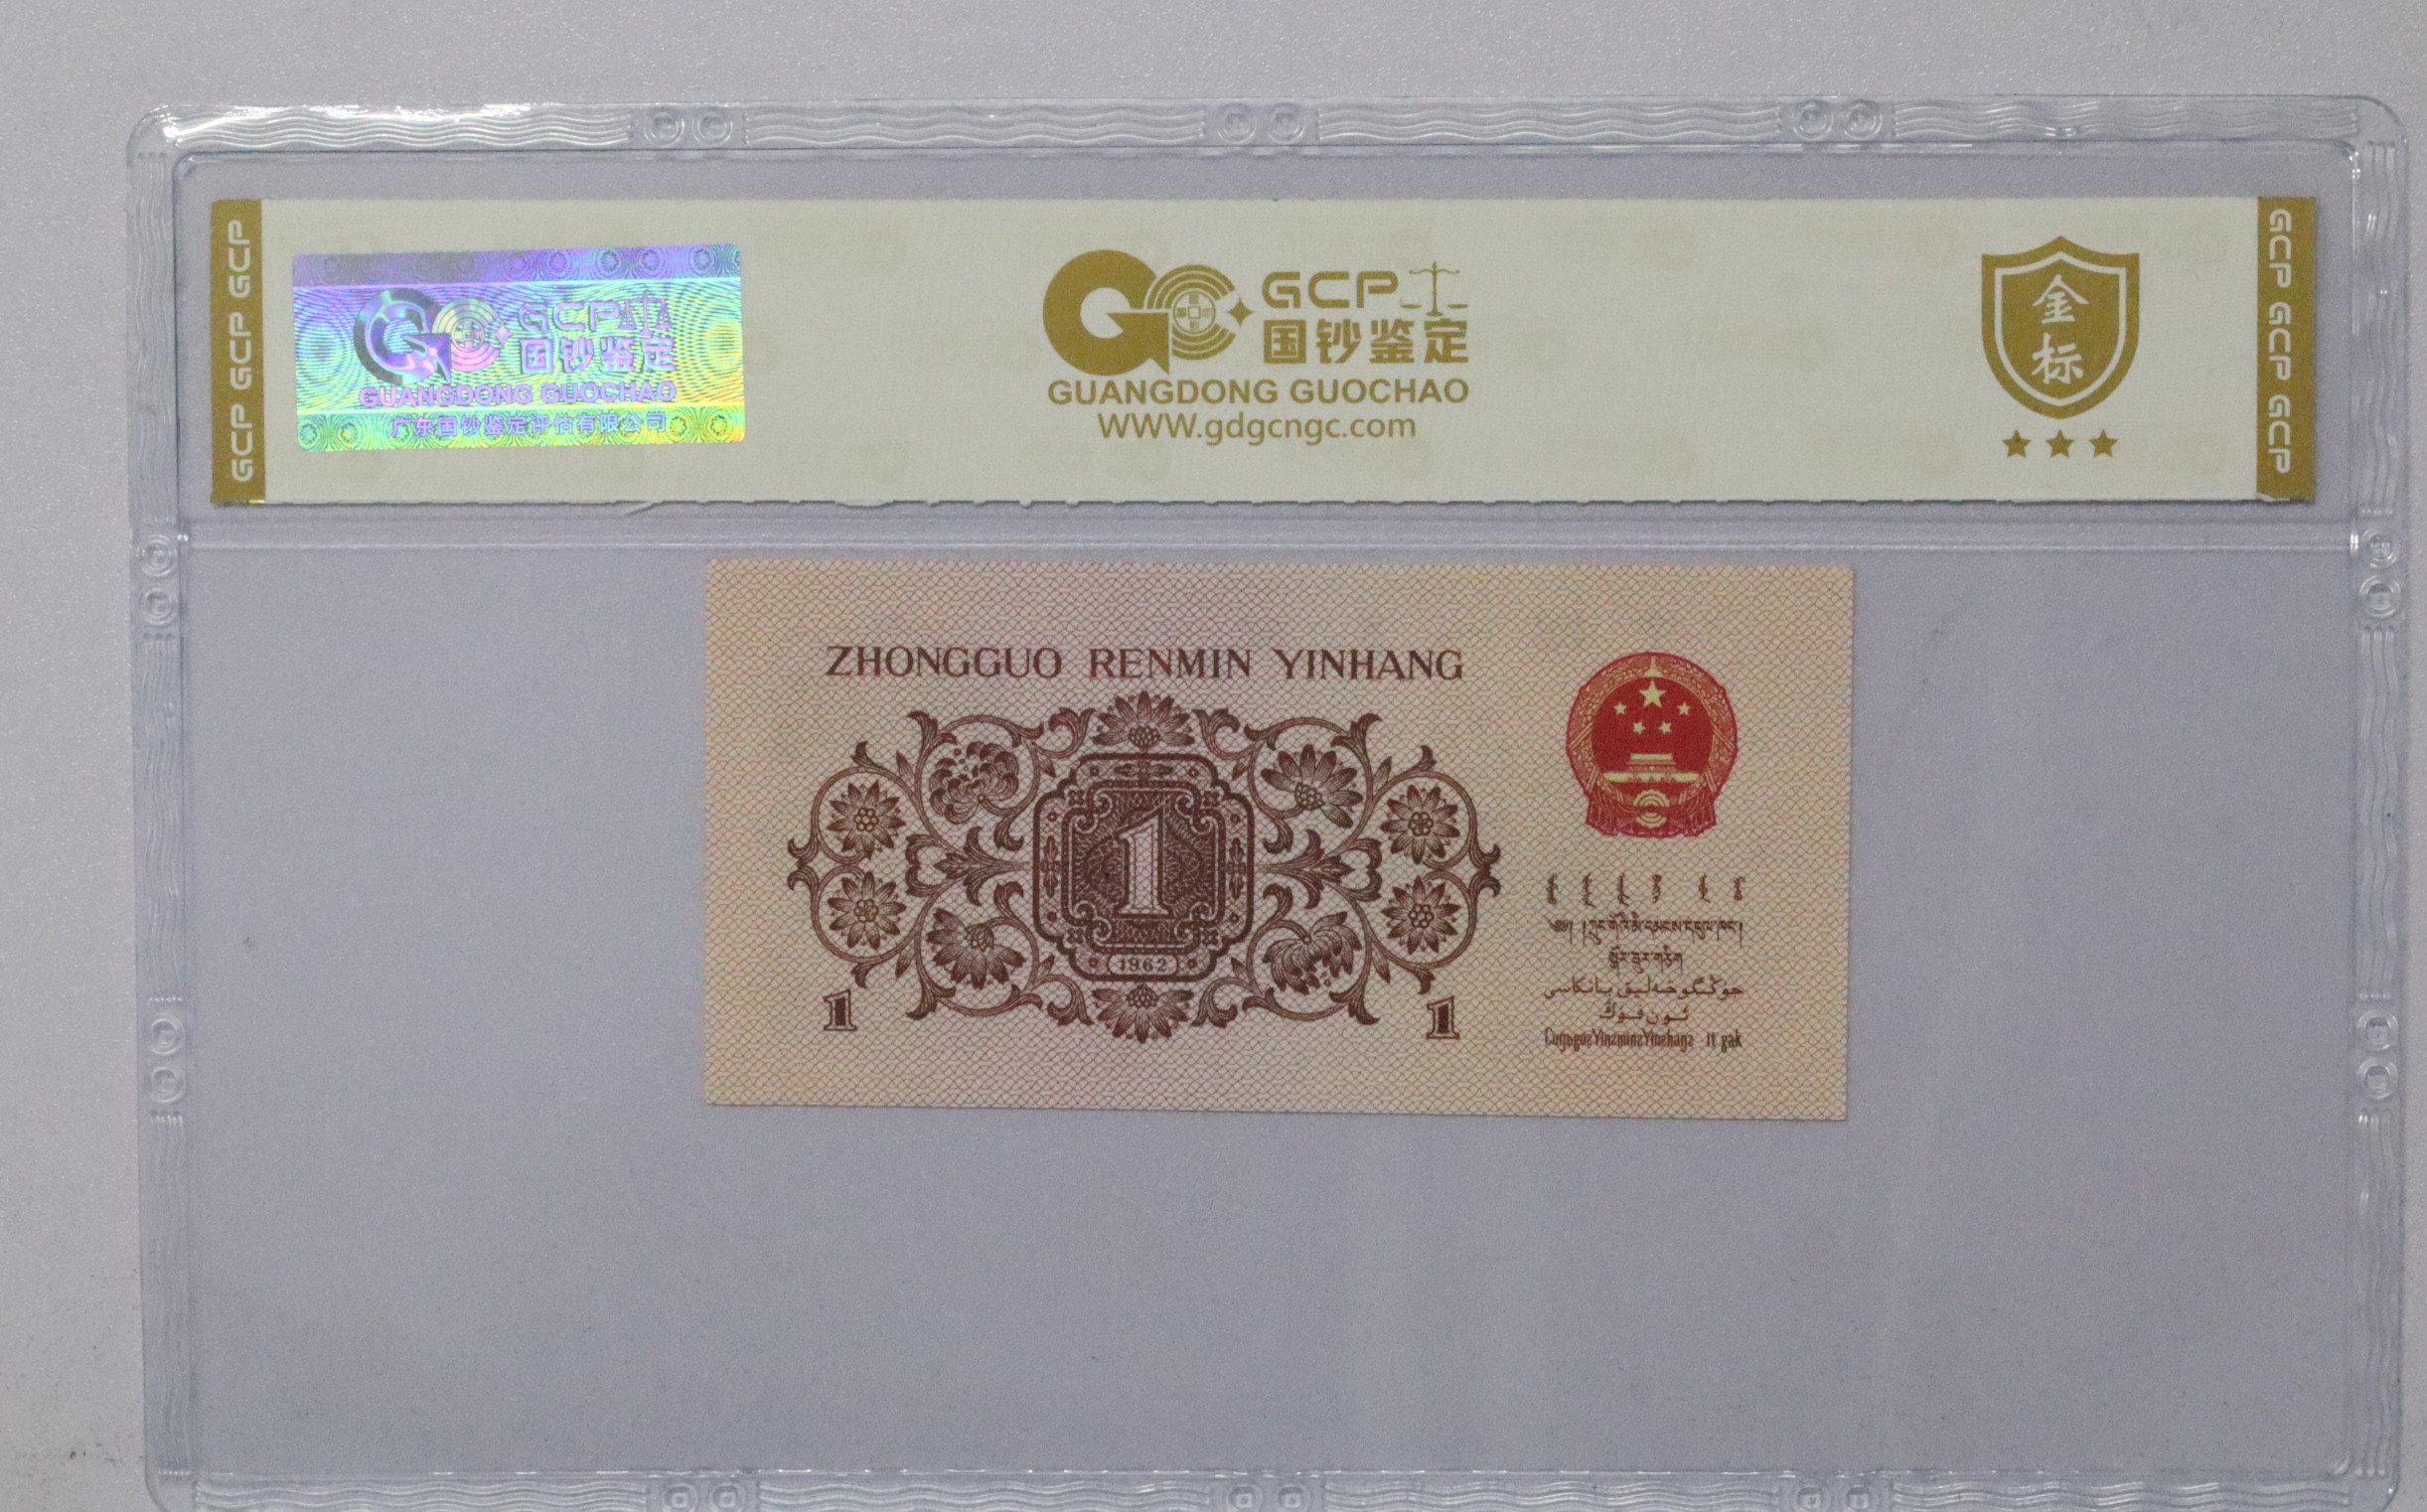 GCP GCP GCP
GCP
国钞鉴定
GUANGDONG GUOCHAO
广东国钞鉴定评估有限公司
GCP
国钞鉴定
GUANGDONG GUOCHAO
WWW.gdgcngc.com
金
标
GCP GCP GCP
ZHONGGUO RENMIN YINHANG
1
1962
1
1